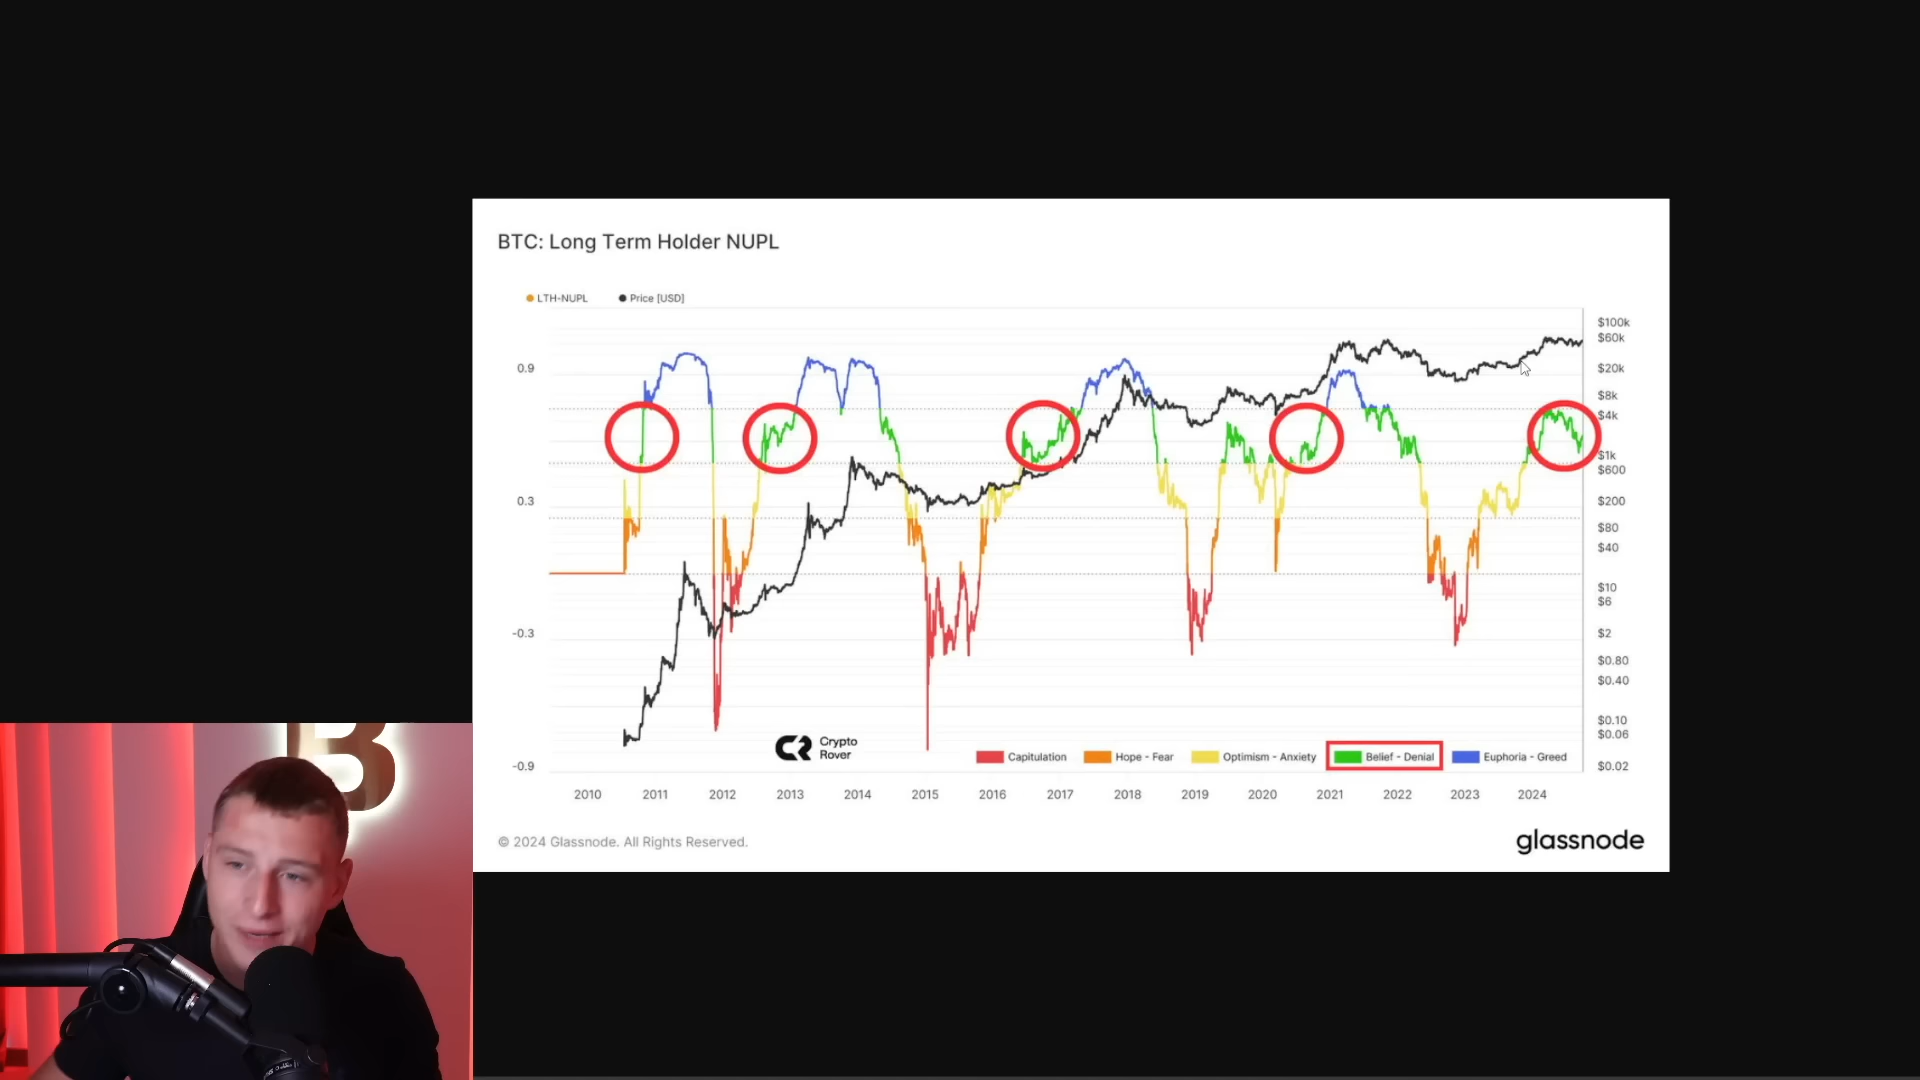 BTC: Long Term Holder NUPL
LTH-NUPL Price [USD]
0.9
0.3
-0.3
-0.9
$100k
$60k
$20k
$8k
$4k
$1k
$600
$200
$80
$40
$10
$6
$2
$0.80
$0.40
$0.10
$0.06
$0.02
Crypto
Rover
Capitulation Hope - Fear Optimism - Anxiety Belief - Denial Euphoria - Greed
2010 2011 2012 2013 2014 2015 2016 2017 2018 2019 2020 2021 2022 2023 2024
© 2024 Glassnode. All Rights Reserved.
glassnode
B